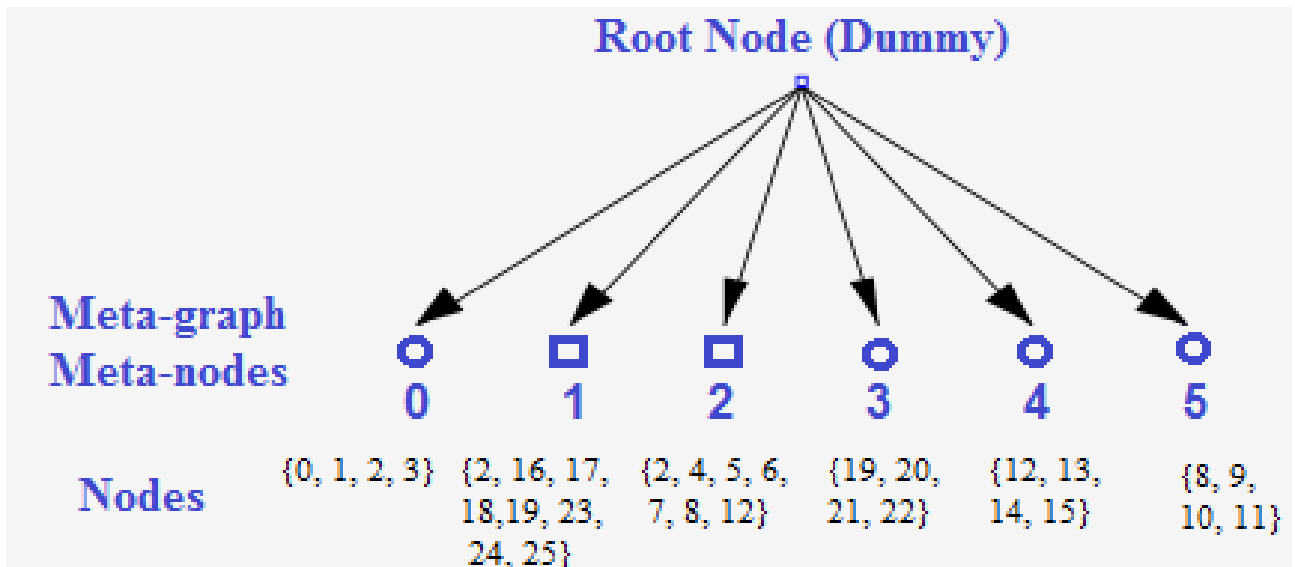 Root Node (Dummy)
Meta-graph
Meta-nodes
0 1 2 3 4 5
Nodes
{0, 1, 2, 3}
{2, 16, 17,
18,19, 23,
24, 25}
{2, 4, 5, 6,
7, 8, 12}
{19, 20,
21, 22}
{12, 13,
14, 15}
{8, 9,
10, 11}